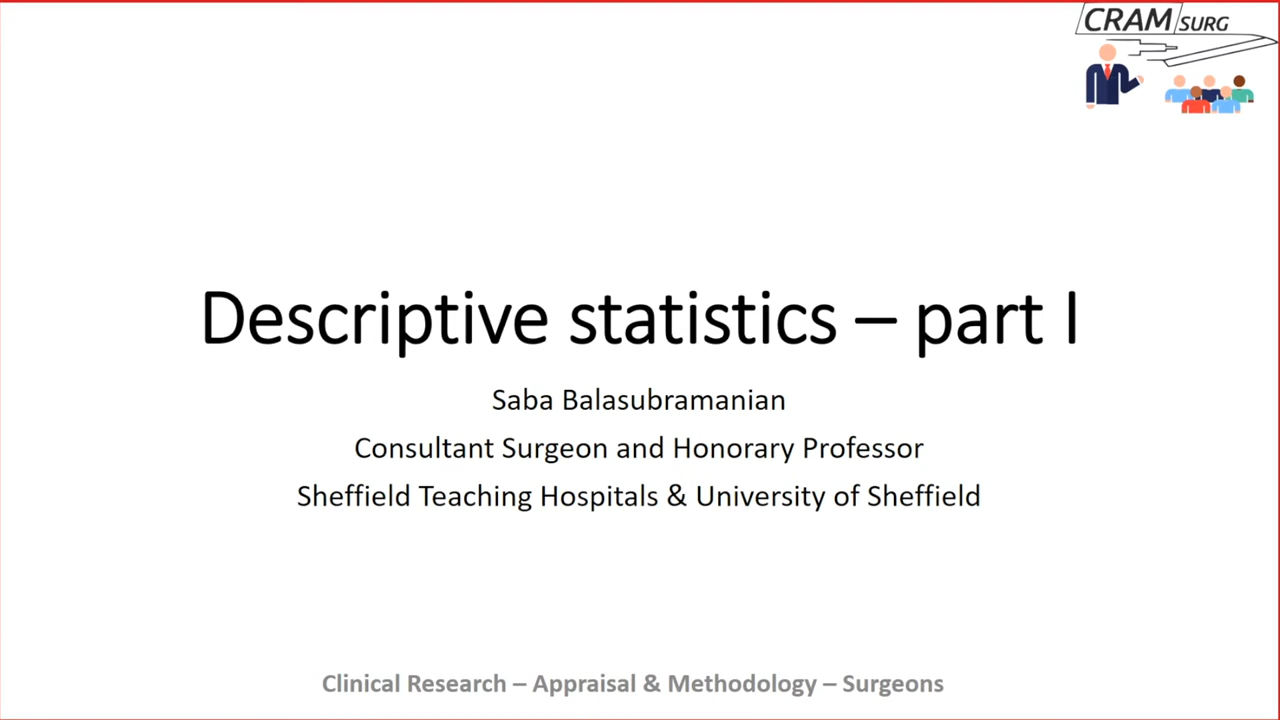 CRAM SURG
Descriptive statistics – part I
Saba Balasubramanian
Consultant Surgeon and Honorary Professor
Sheffield Teaching Hospitals & University of Sheffield
Clinical Research – Appraisal & Methodology – Surgeons